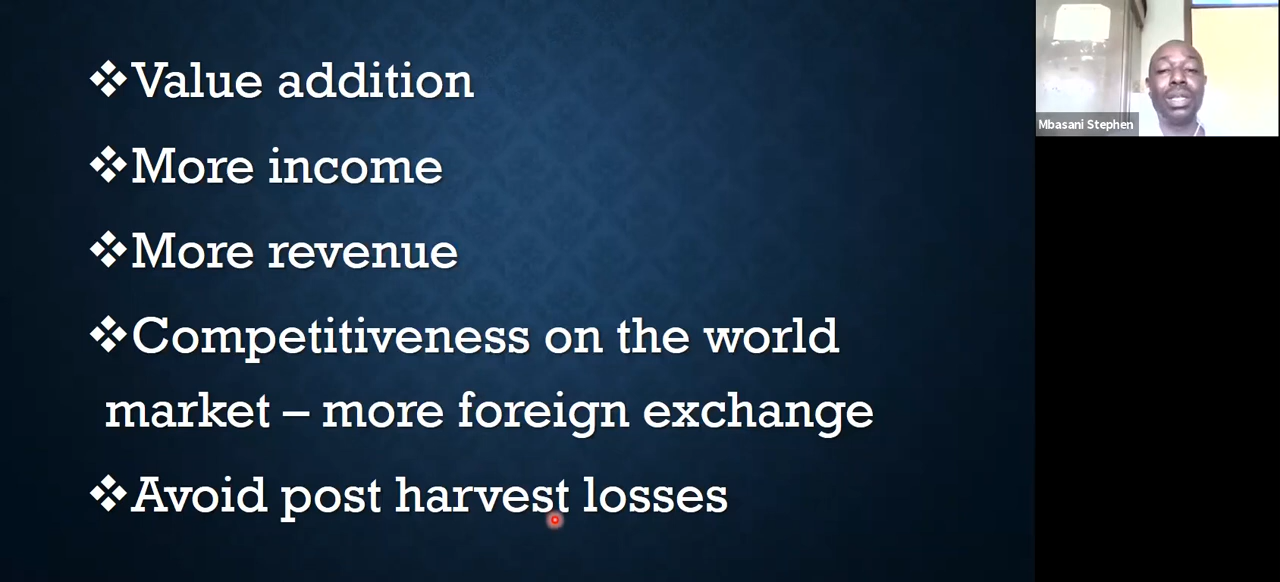 ❖Value addition
❖More income
❖More revenue
❖Competitiveness on the world
market – more foreign exchange
❖Avoid post harvest losses
Mbasani Stephen